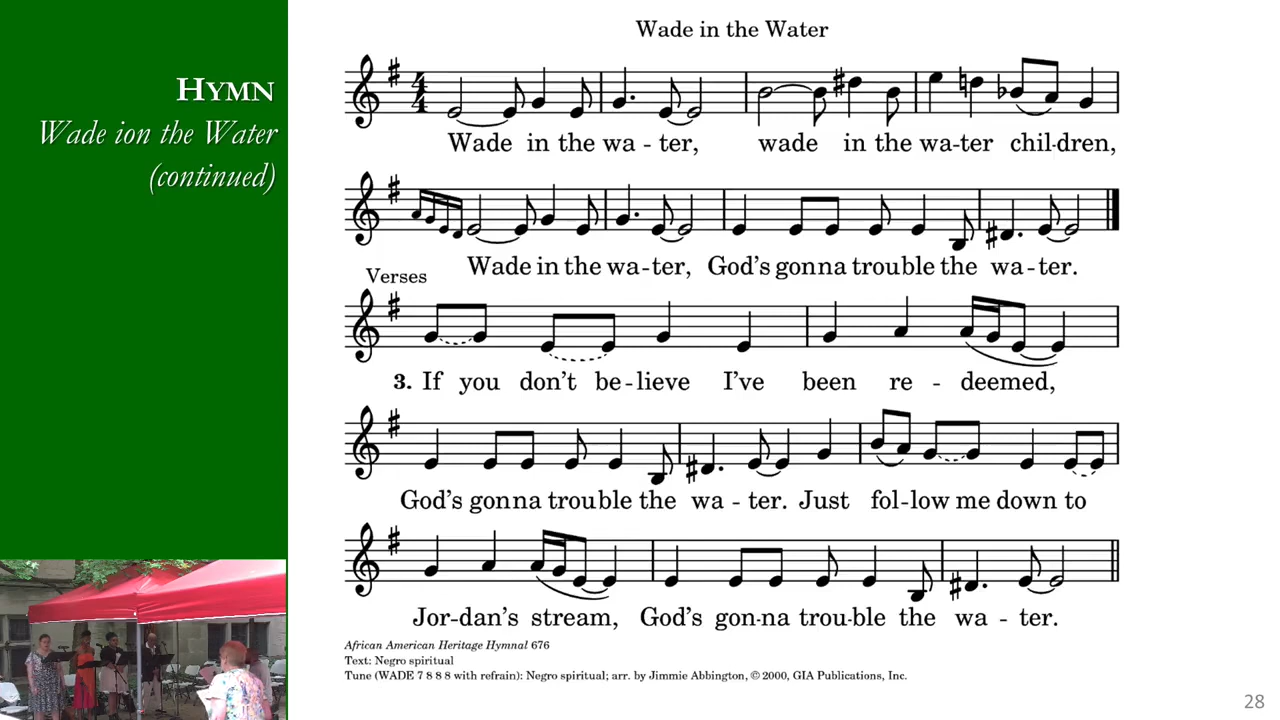 HYMN
Wade ion the Water
(continued)
Wade in the Water
Wade in the wa - ter, wade in the wa-ter chil-dren,
Wade in the wa-ter, God's gonna trouble the wa-ter.
Verses
3. If you don't be-lieve I've been re - deemed,
God's gonna trouble the wa - ter. Just fol-low me down to
Jor-dan's stream, God's gon-na trou-ble the wa - ter.
African American Heritage Hymnal 676
Text: Negro spiritual
Tune (WADE 7 8 8 8 with refrain): Negro spiritual; arr. by Jimmie Abbington, © 2000, GIA Publications, Inc.
28